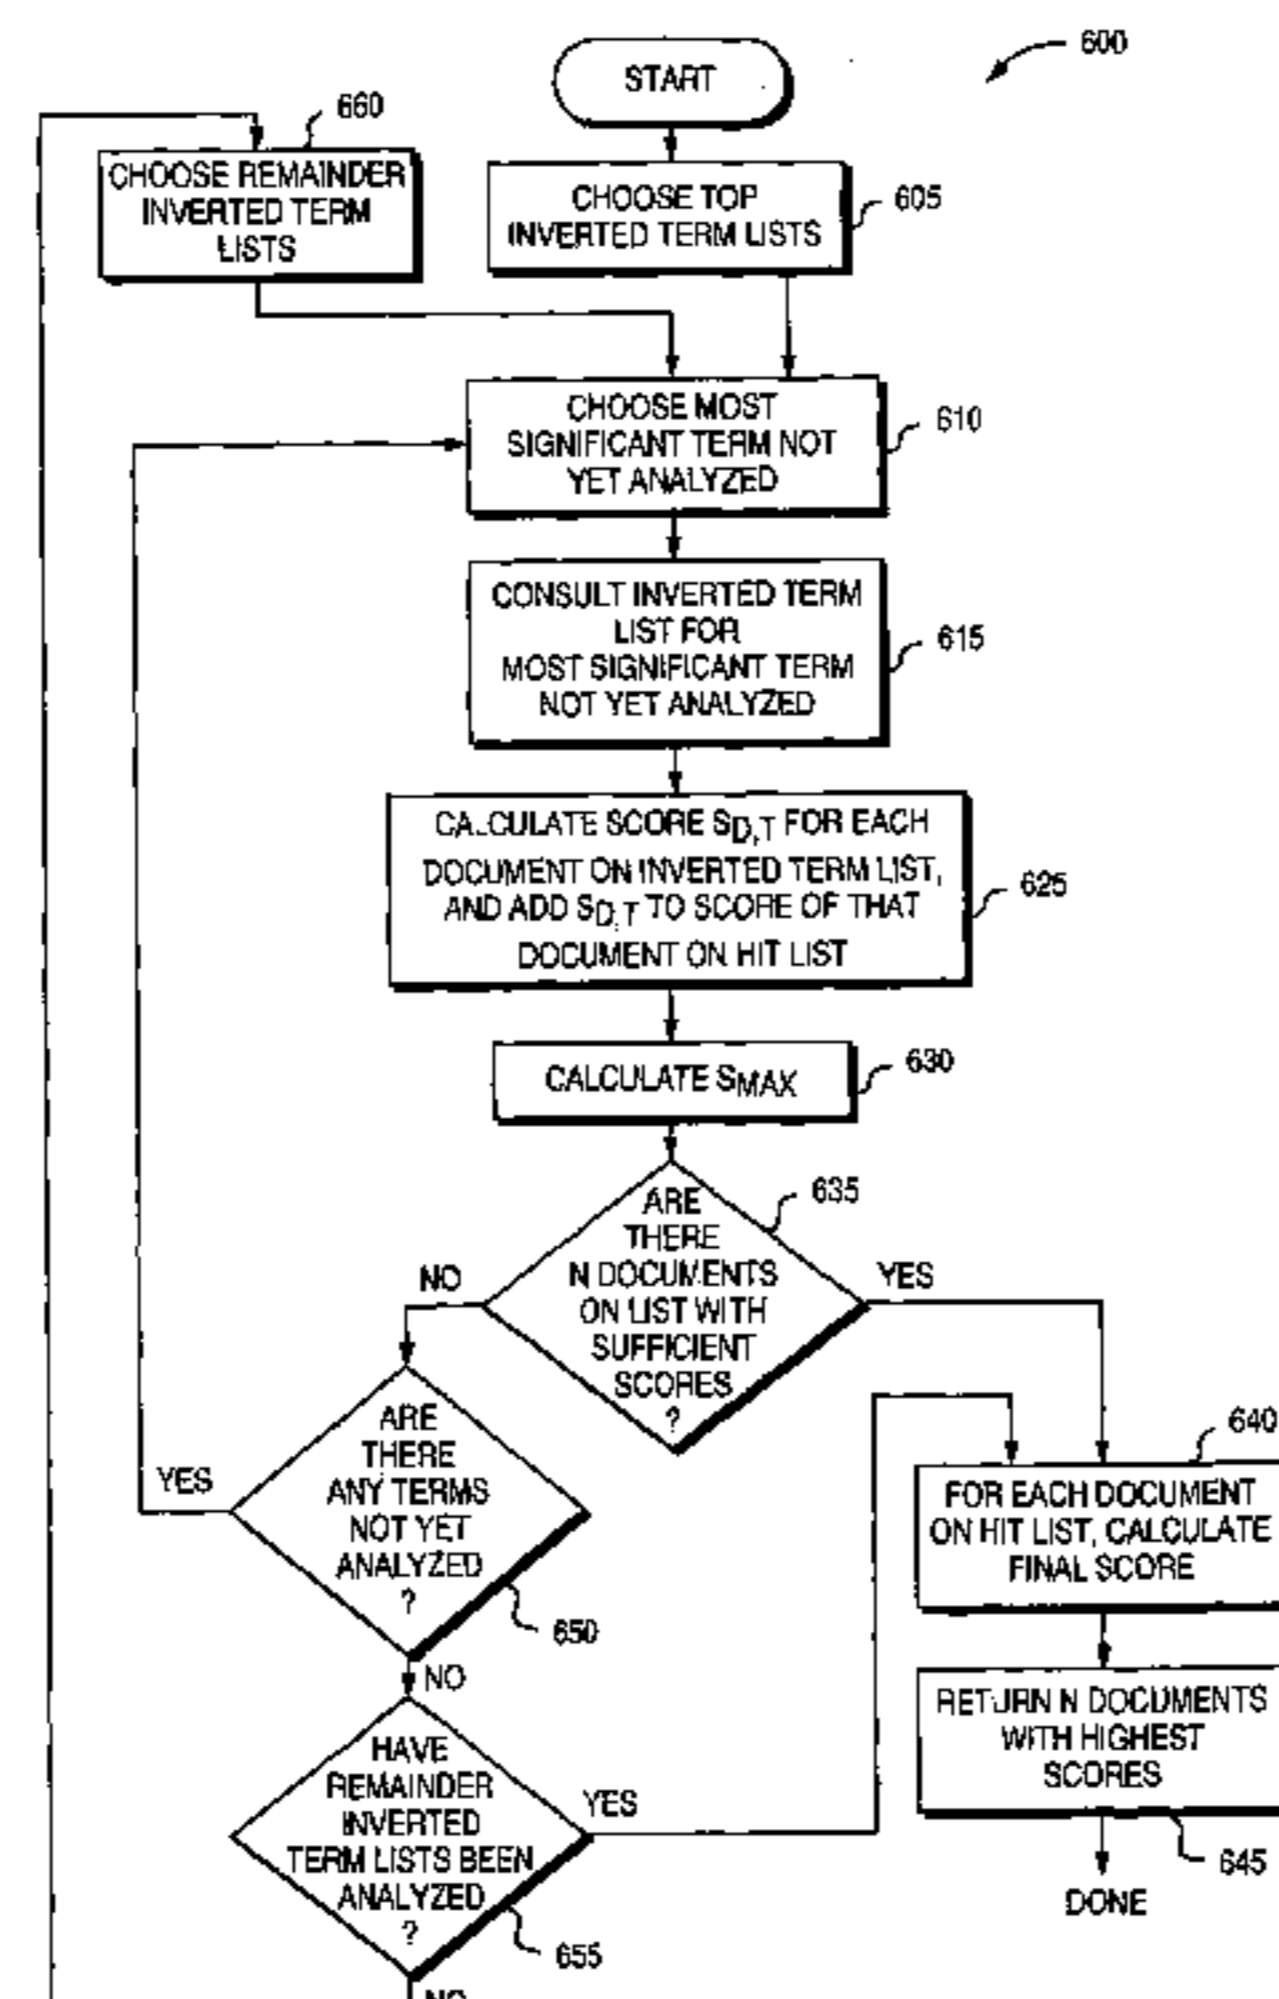 600
START
660
CHOOSE REMAINDER
INVERTED TERM
LISTS
CHOOSE TOP
INVERTED TERM LISTS
605
CHOOSE MOST
SIGNIFICANT TERM NOT
YET ANALYZED
610
CONSULT INVERTED TERM
LIST FOR
MOST SIGNIFICANT TERM
NOT YET ANALYZED
615
CALCULATE SCORE SD,T FOR EACH
DOCUMENT ON INVERTED TERM LIST,
AND ADD SD,T TO SCORE OF THAT
DOCUMENT ON HIT LIST
625
CALCULATE SMAX
630
ARE
THERE
N DOCUMENTS
ON LIST WITH
SUFFICIENT
SCORES
?
635
NO
YES
ARE
THERE
ANY TERMS
NOT YET
ANALYZED
?
YES
650
NO
640
FOR EACH DOCUMENT
ON HIT LIST, CALCULATE
FINAL SCORE
RETURN N DOCUMENTS
WITH HIGHEST
SCORES
645
DONE
HAVE
REMAINDER
INVERTED
TERM LISTS BEEN
ANALYZED
?
YES
655
NO